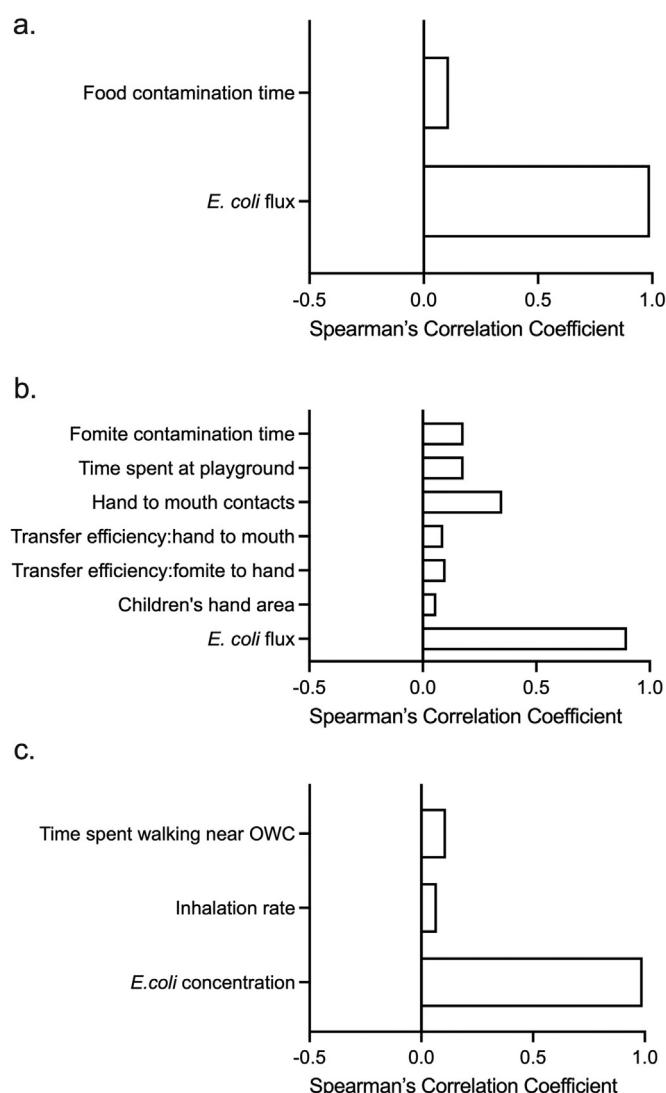 a.
Food contamination time
E. coli flux
-0.5 0.0 0.5 1.0
Spearman’s Correlation Coefficient
b.
Fomite contamination time
Time spent at playground
Hand to mouth contacts
Transfer efficiency:hand to mouth
Transfer efficiency:fomite to hand
Children's hand area
E. coli flux
-0.5 0.0 0.5 1.0
Spearman’s Correlation Coefficient
c.
Time spent walking near OWC
Inhalation rate
E.coli concentration
-0.5 0.0 0.5 1.0
Spearman’s Correlation Coefficient